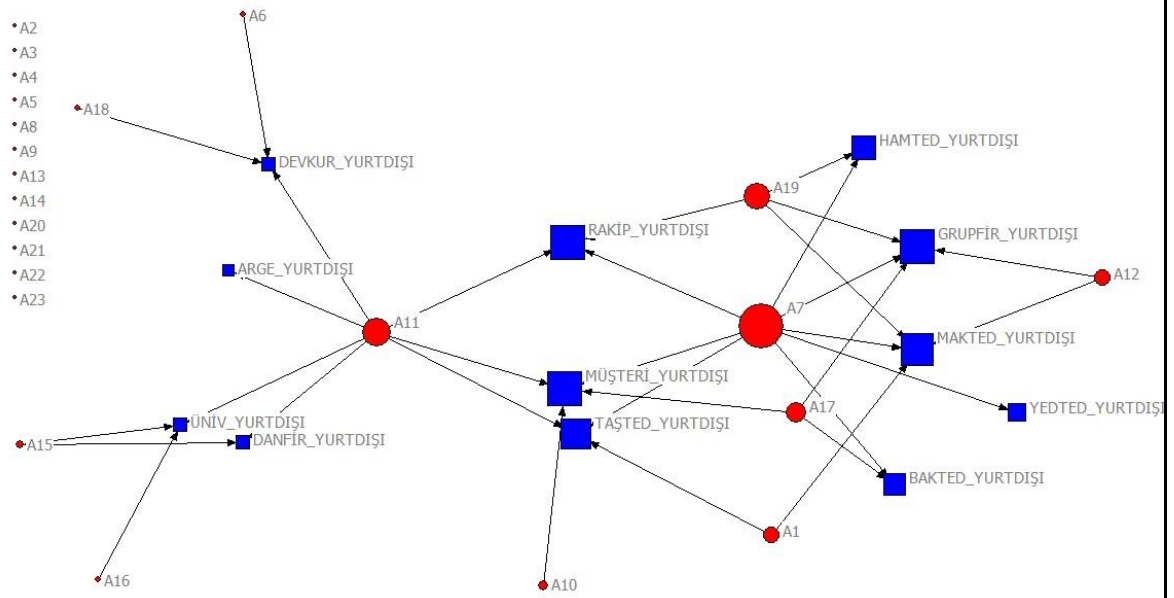 A2
A3
A4
A5
A8
A9
A13
A14
A20
A21
A22
A23
A6
A18
DEVKUR_YURTDIŞI
HAMTED_YURTDIŞI
A19
RAKİP_YURTDIŞI
GRUPFİR_YURTDIŞI
ARGE_YURTDIŞI
A12
A7
A11
MAKTED_YURTDIŞI
MÜŞTERİ_YURTDIŞI
A17
YEDTED_YURTDIŞI
ÜNİV_YURTDIŞI
TAŞTED_YURTDIŞI
A15
DANFİR_YURTDIŞI
BAKTED_YURTDIŞI
A1
A16
A10